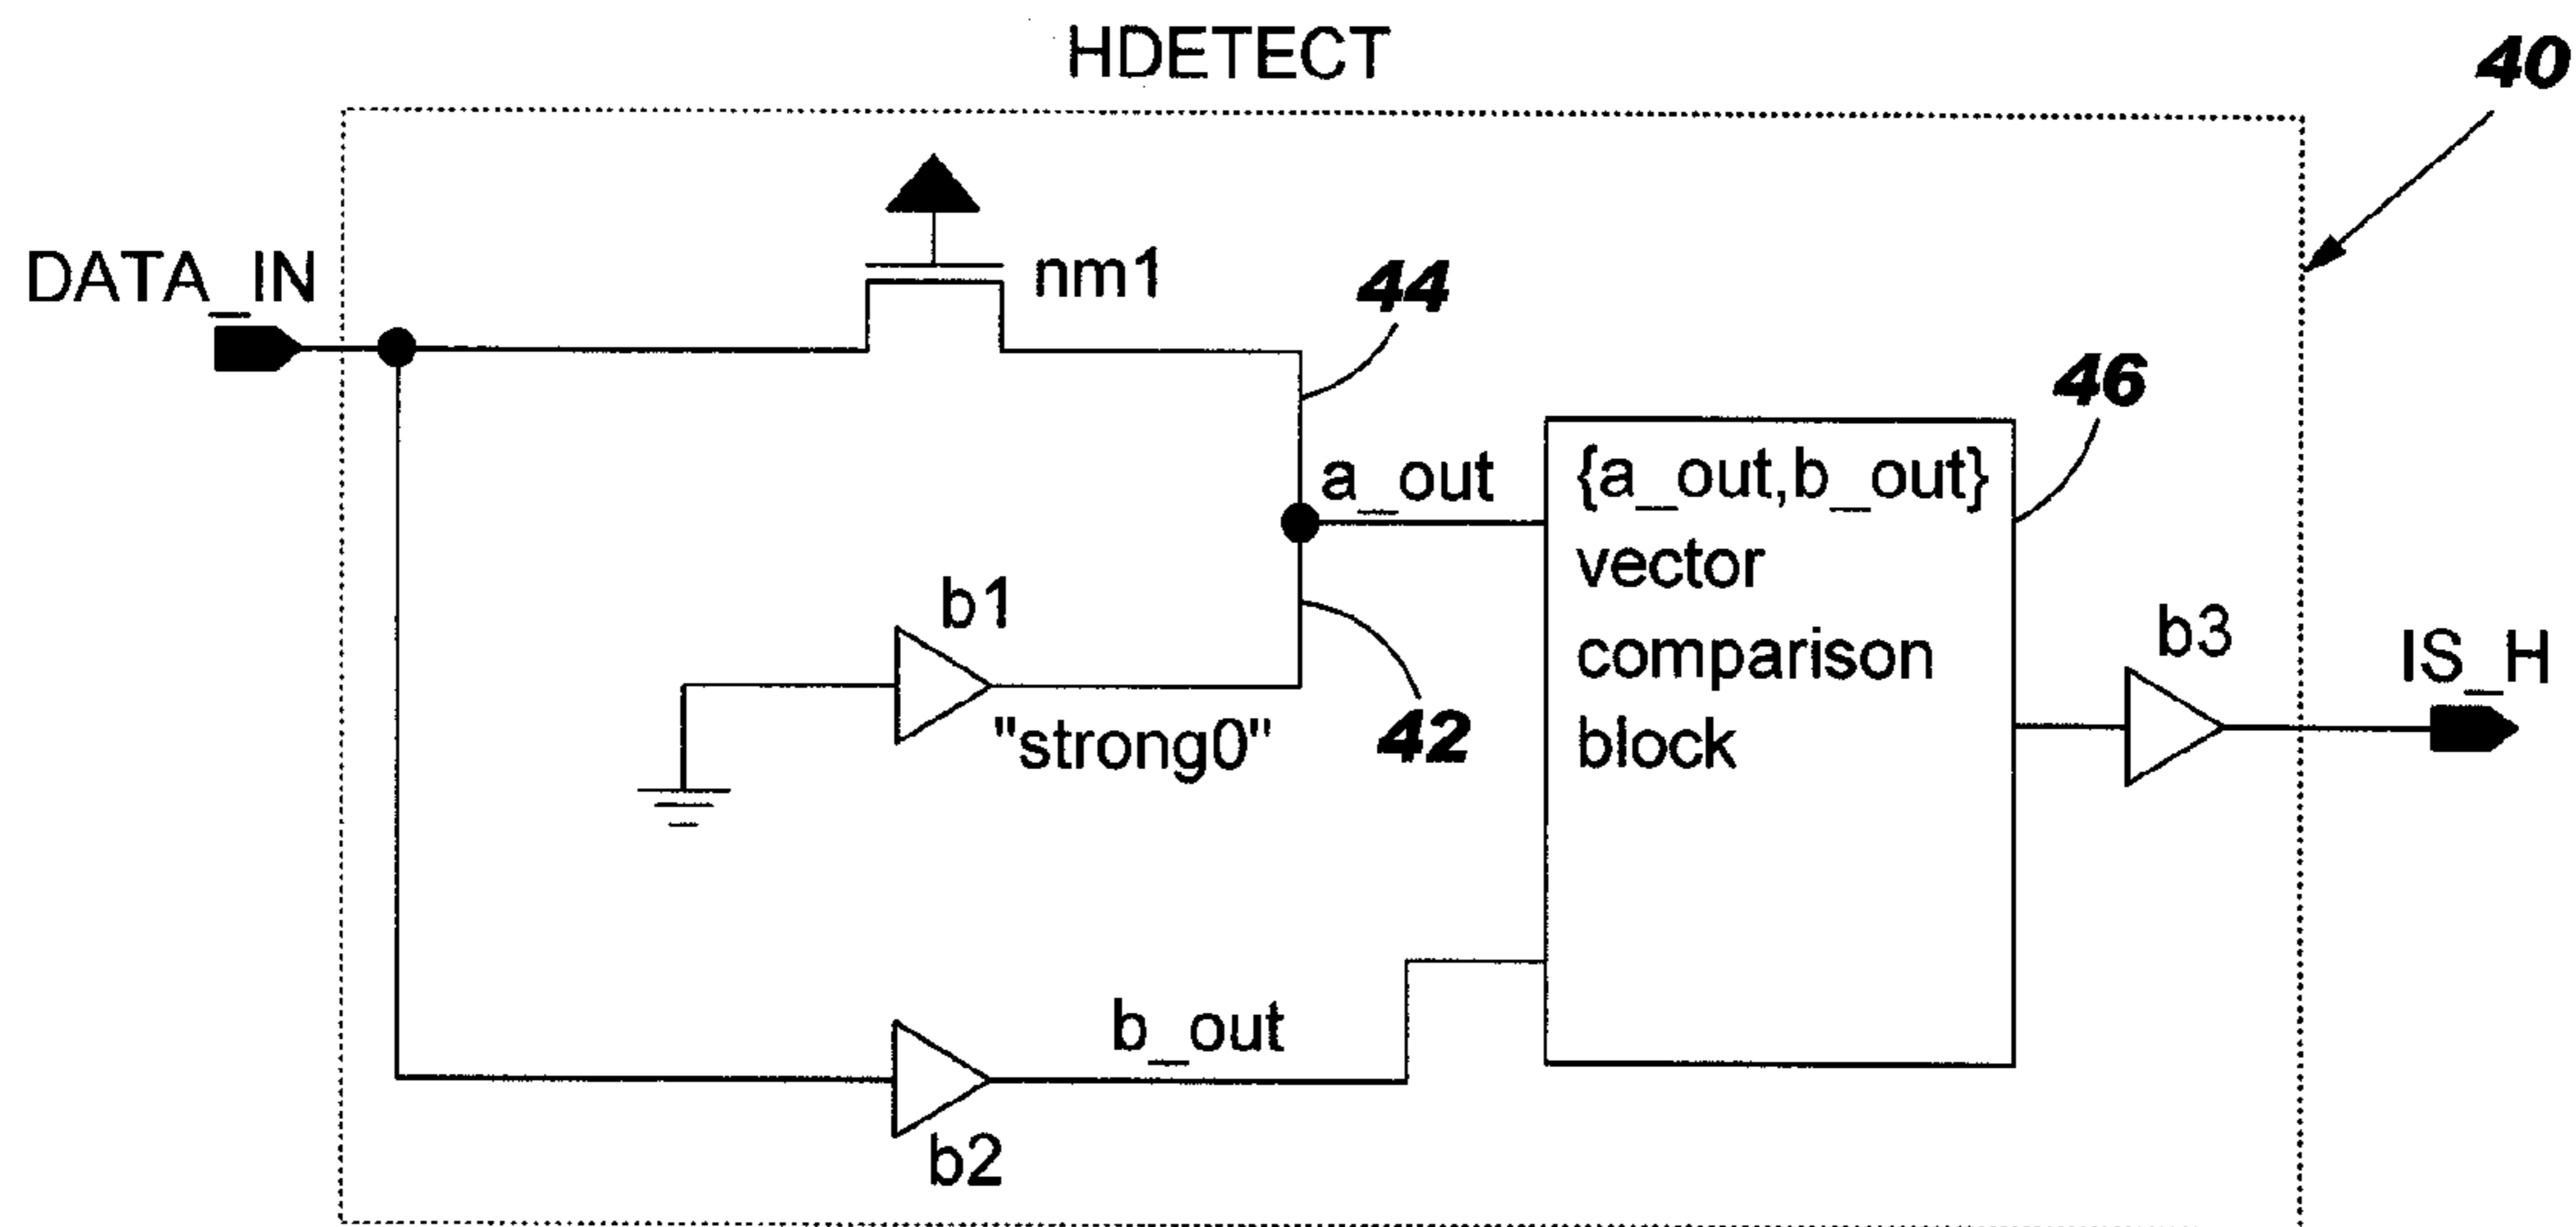 HDETECT
40
DATA_IN
nm1
44
46
a_out
{a_out,b_out}
vector
comparison
block
b1
"strong0"
42
b3
IS_H
b_out
b2